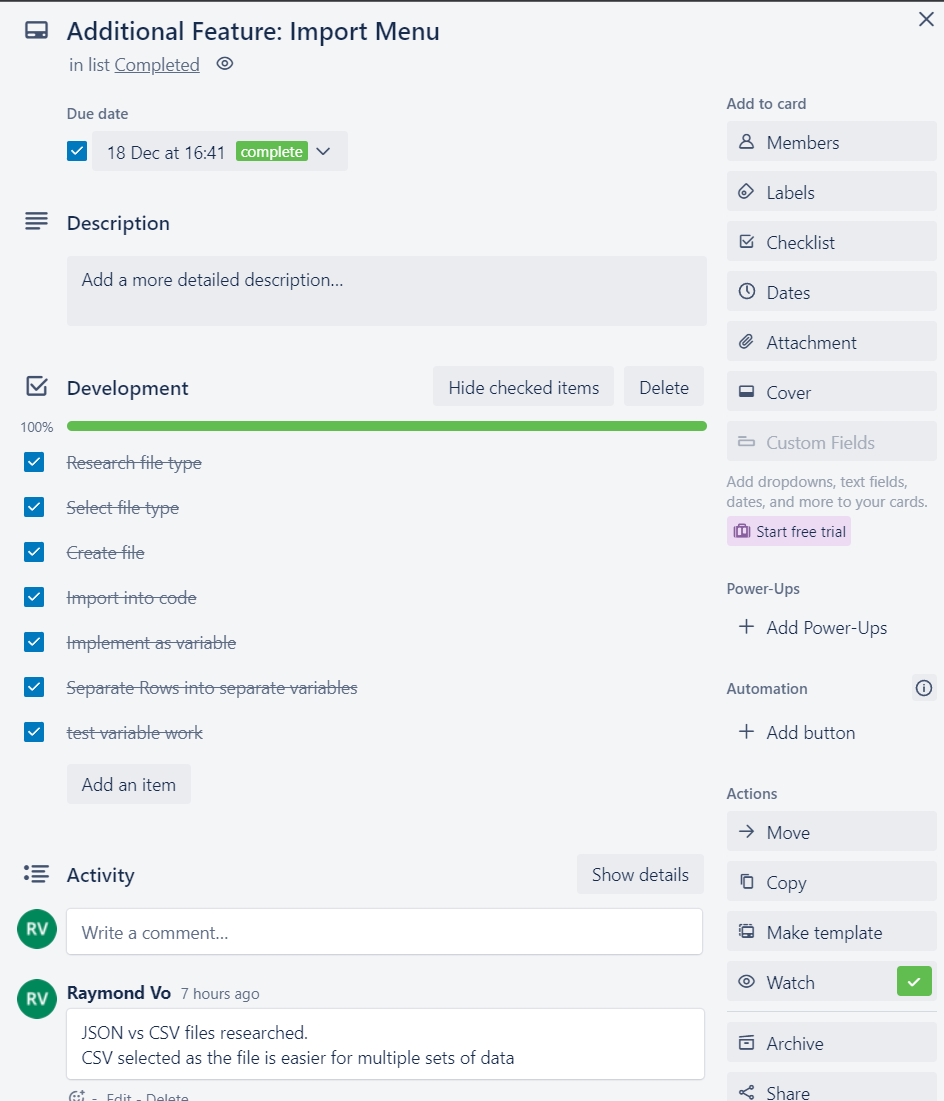 Additional Feature: Import Menu
in list Completed
Due date
18 Dec at 16:41 complete
Description
Add a more detailed description...
Development
Hide checked items
Delete
100%
Research file type
Select file type
Create file
Import into code
Implement as variable
Separate Rows into separate variables
test variable work
Add an item
Activity
Show details
RV
Write a comment...
RV
Raymond Vo 7 hours ago
JSON vs CSV files researched.
CSV selected as the file is easier for multiple sets of data
- Edit - Delete
Add to card
Members
Labels
Checklist
Dates
Attachment
Cover
Custom Fields
Add dropdowns, text fields,
dates, and more to your cards.
Start free trial
Power-Ups
Add Power-Ups
Automation
Add button
Actions
Move
Copy
Make template
Watch
Archive
Share